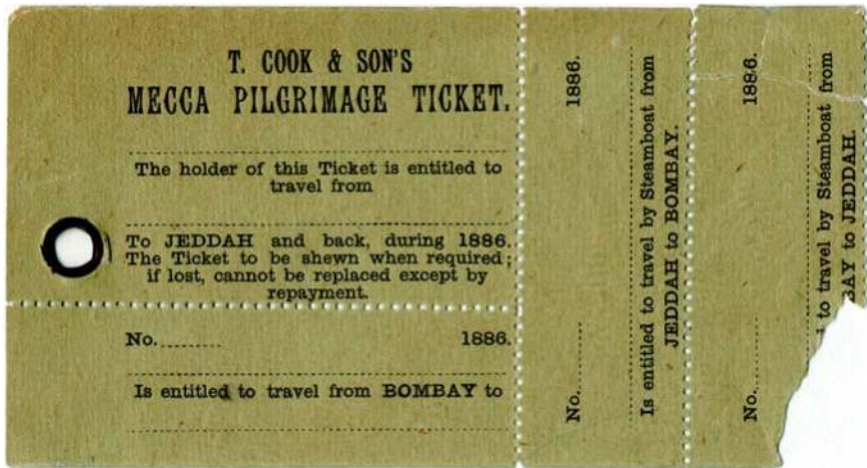 T. COOK & SON'S
MECCA PILGRIMAGE TICKET.
The holder of this Ticket is entitled to
travel from
To JEDDAH and back, during 1886.
The Ticket to be shewn when required;
if lost, cannot be replaced except by
repayment.
No. 1886.
Is entitled to travel from BOMBAY to
No. 1886.
Is entitled to travel by Steamboat from
JEDDAH to BOMBAY.
No. 1886.
to travel by Steamboat from
to JEDDAH.